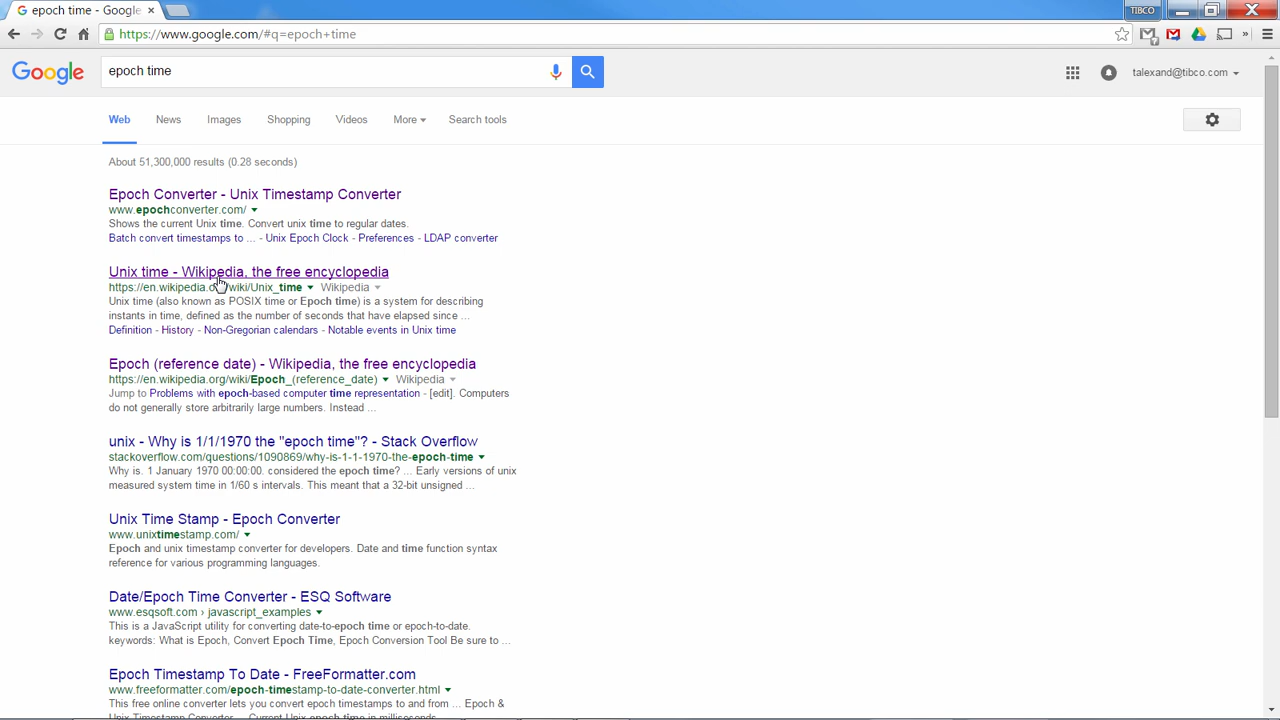 epoch time - Google
TIBCO
https://www.google.com/#q=epoch+time
Google
epoch time
talexand@tibco.com
Web News Images Shopping Videos More Search tools
About 51,300,000 results (0.28 seconds)
Epoch Converter - Unix Timestamp Converter
www.epochconverter.com/
Shows the current Unix time. Convert unix time to regular dates.
Batch convert timestamps to ... - Unix Epoch Clock - Preferences - LDAP converter
Unix time - Wikipedia, the free encyclopedia
https://en.wikipedia.org/wiki/Unix_time Wikipedia
Unix time (also known as POSIX time or Epoch time) is a system for describing
instants in time, defined as the number of seconds that have elapsed since ...
Definition - History - Non-Gregorian calendars - Notable events in Unix time
Epoch (reference date) - Wikipedia, the free encyclopedia
https://en.wikipedia.org/wiki/Epoch_(reference_date) Wikipedia
Jump to Problems with epoch-based computer time representation - [edit]. Computers
do not generally store arbitrarily large numbers. Instead ...
unix - Why is 1/1/1970 the "epoch time"? - Stack Overflow
stackoverflow.com/questions/1090869/why-is-1-1-1970-the-epoch-time
Why is. 1 January 1970 00:00:00. considered the epoch time? ... Early versions of unix
measured system time in 1/60 s intervals. This meant that a 32-bit unsigned ...
Unix Time Stamp - Epoch Converter
www.unixtimestamp.com/
Epoch and unix timestamp converter for developers. Date and time function syntax
reference for various programming languages.
Date/Epoch Time Converter - ESQ Software
www.esqsoft.com › javascript_examples
This is a JavaScript utility for converting date-to-epoch time or epoch-to-date.
keywords: What is Epoch, Convert Epoch Time, Epoch Conversion Tool Be sure to ...
Epoch Timestamp To Date - FreeFormatter.com
www.freeformatter.com/epoch-timestamp-to-date-converter.html
This free online converter lets you convert epoch timestamps to and from ... Epoch &
Unix Timestamp Converter ... Current Unix epoch time in milliseconds